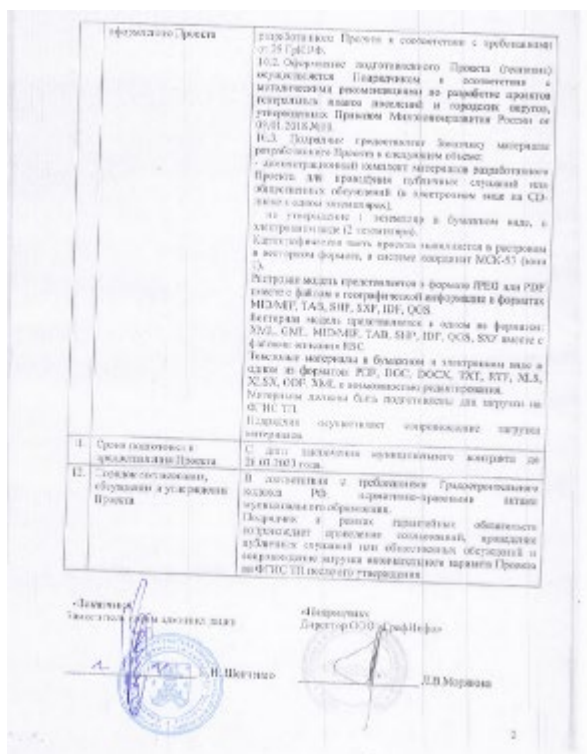 оформлению Проекта
разработанного Проекта в соответствии с требованиями
ст.25 ГрК РФ.
10.2. Оформление подготовленного Проекта (генплан)
осуществляется Подрядчиком в соответствии с
методическими рекомендациями по разработке проектов
генеральных планов поселений и городских округов,
утвержденных Приказом Минэкономразвития России от
09.01.2018 №10.
10.3. Подрядчик предоставляет Заказчику материалы
разработанного Проекта в следующем объеме:
- демонстрационный комплект материалов разработанного
Проекта для проведения публичных слушаний или
общественных обсуждений (в электронном виде на CD-
диске в одном экземпляре).
на утверждение 1 экземпляр в бумажном виде, в
электронном виде (2 экземпляра).
Картографическая часть проекта выполняется в растровом
и векторном формате, в системе координат МСК-53 (зона
Растровая модель представляется в формате JPEG или PDF
вместе с файлом о географической информации в форматах
MID/MIF, TAB, SHP, SXF, IDF, QGS.
Векторная модель представляется в одном из форматов:
XML, GML, MID/MIF, TAB, SHP, IDF, QGS, SXF вместе с
файлами описания RSC.
Текстовые материалы в бумажном и электронном виде в
одном из форматов PDF, DOC, DOCX, TXT, RTF, XLS,
XLSX, ODF, XML с возможностью редактирования.
Материалы должны быть подготовлены для загрузки на
ФГИС ТП.
Подрядчик осуществляет сопровождение загрузки
материалов.
11. Сроки подготовки и
предоставления Проекта
С даты заключения муниципального контракта до
2023 года.
12. Порядок согласования,
обсуждения и утверждения
Проекта
В соответствии с требованиями Градостроительного
кодекса РФ, нормативно-правовыми актами
муниципального образования.
Подрядчик в рамках гарантийных обязательств
сопровождает проведение согласований, проведения
публичных слушаний или общественных обсуждений и
сопровождение загрузки Проекта
на ФГИС ТП после его утверждения.
«Заказчик»
Заместитель главы администрации
Шевченко
«Подрядчик»
Директор ООО «ГрафИнфо»
2